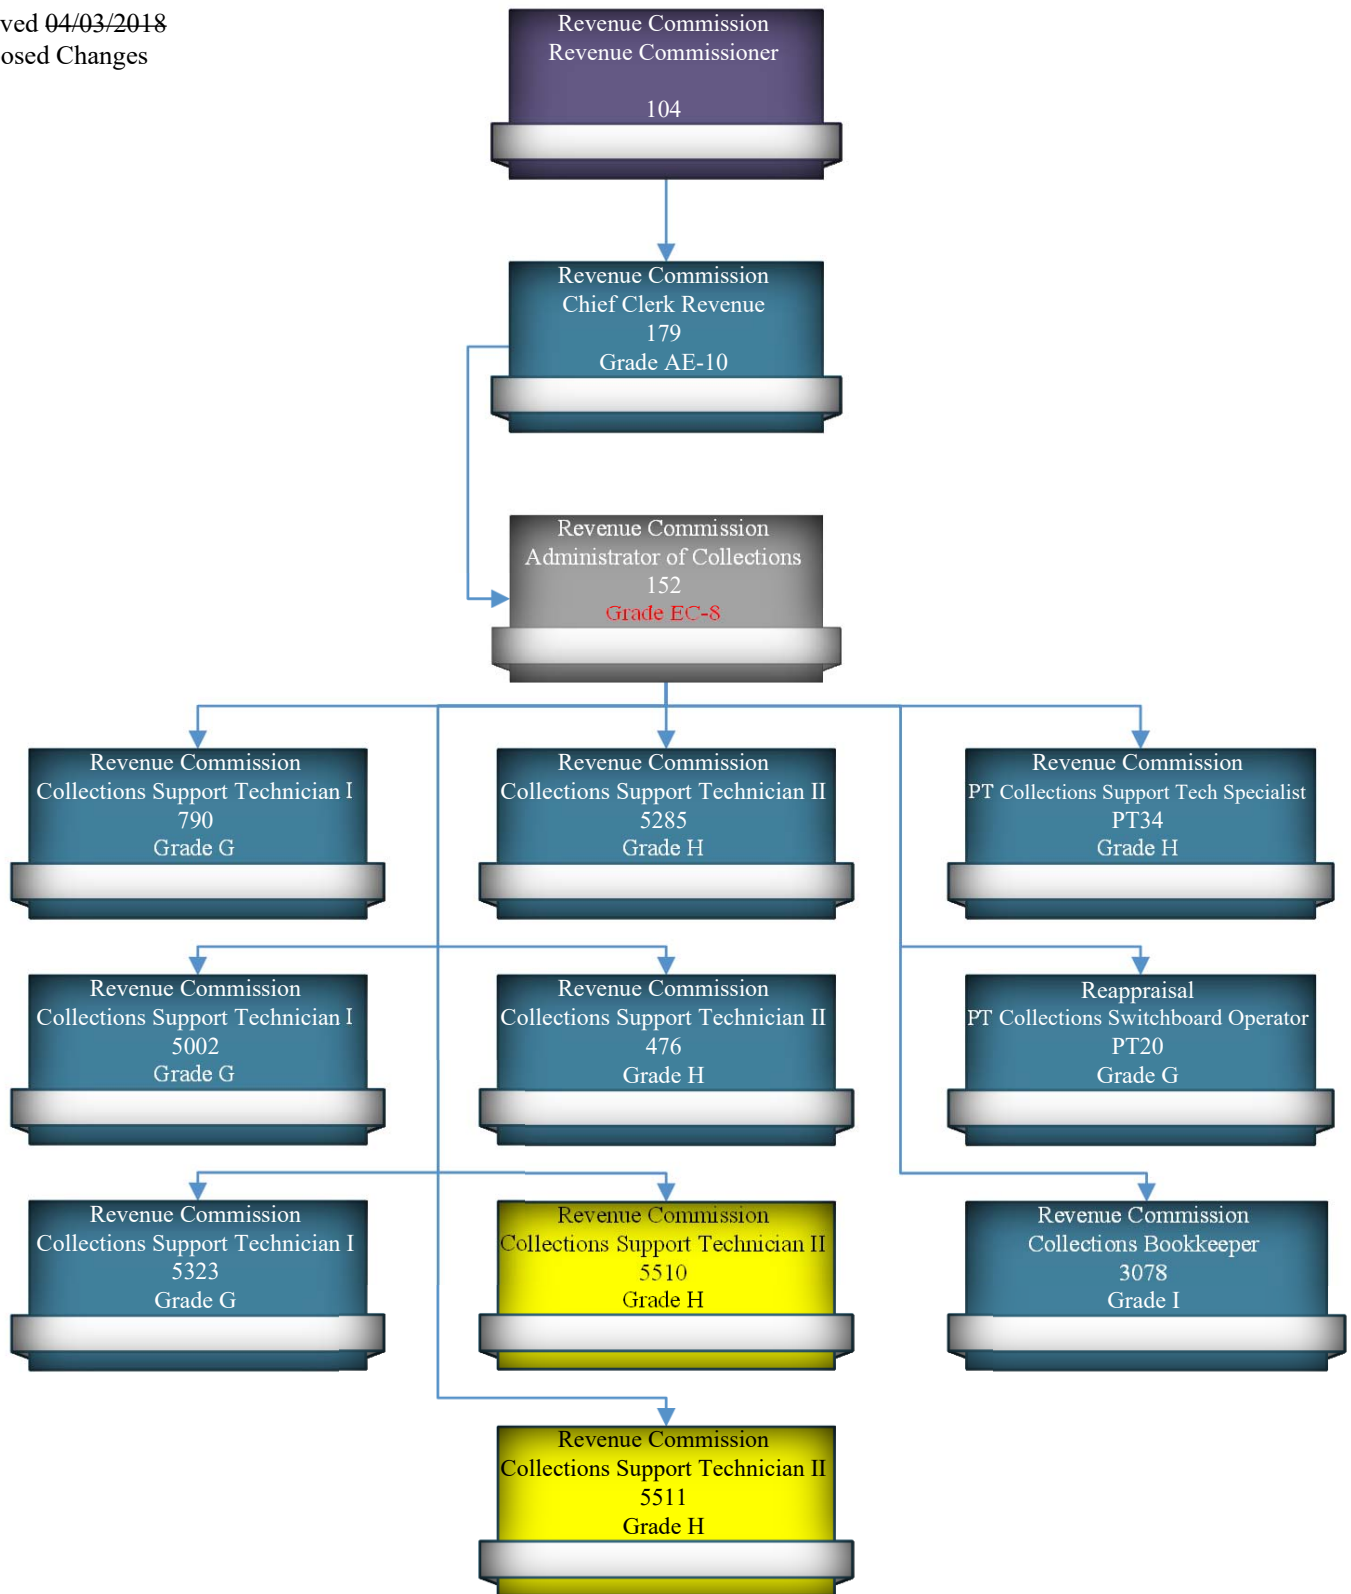 ved 04/03/2018
osed Changes
Revenue Commission
Revenue Commissioner
104
Revenue Commission
Chief Clerk Revenue
179
Grade AE-10
Revenue Commission
Administrator of Collections
152
Grade EC-8
Revenue Commission
Collections Support Technician I
790
Grade G
Revenue Commission
Collections Support Technician II
5285
Grade H
Revenue Commission
PT Collections Support Tech Specialist
PT34
Grade H
Revenue Commission
Collections Support Technician I
5002
Grade G
Revenue Commission
Collections Support Technician II
476
Grade H
Reappraisal
PT Collections Switchboard Operator
PT20
Grade G
Revenue Commission
Collections Support Technician I
5323
Grade G
Revenue Commission
Collections Support Technician II
5510
Grade H
Revenue Commission
Collections Bookkeeper
3078
Grade I
Revenue Commission
Collections Support Technician II
5511
Grade H